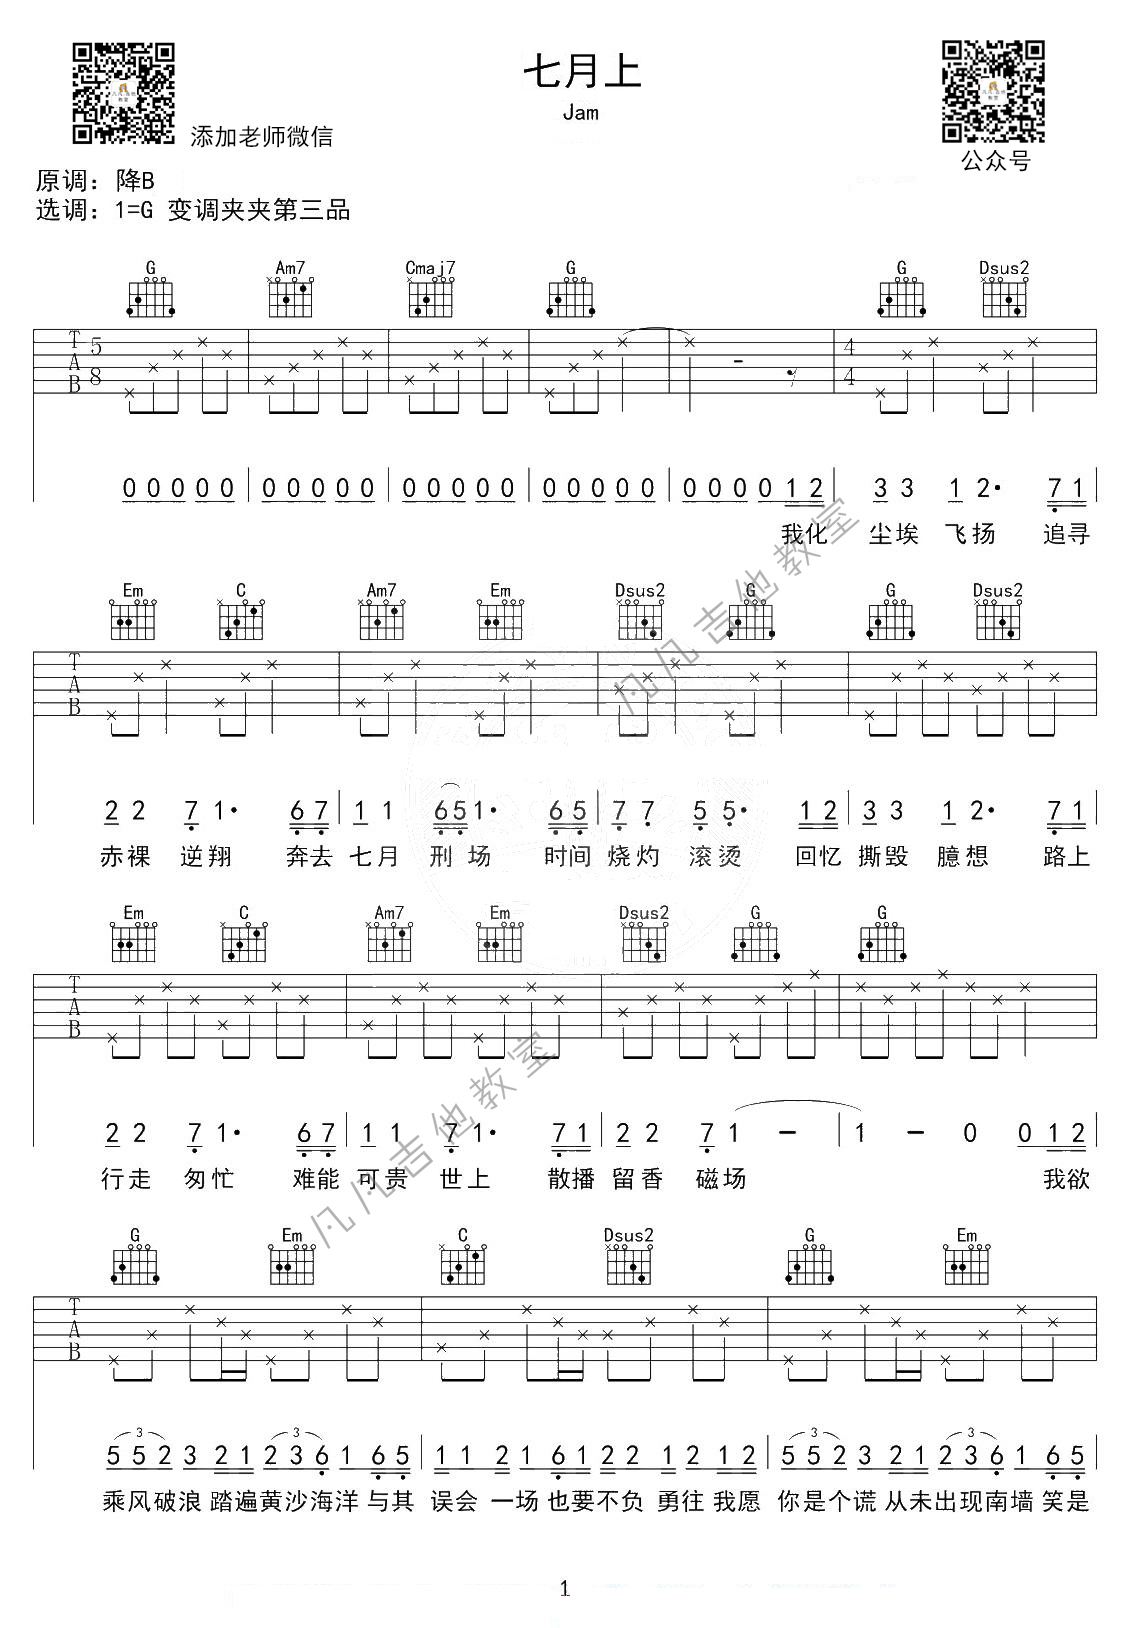 七月上
Jam
添加老师微信
公众号
原调：降B
选调：1=G 变调夹夹第三品
G Am7 Cmaj7 G G Dsus2
T A B 5 8 4 4
0 0 0 0 0 0 0 0 0 0 0 0 0 0 0 0 0 0 0 0 0 0 0 0 1 2 3 3 1 2· 7 1
我化 尘埃 飞扬 追寻
Em C Am7 Em Dsus2 G G Dsus2
T A B
2 2 7 1· 6 7 1 1 6 5 1· 6 5 7 7 5 5· 1 2 3 3 1 2· 7 1
赤裸 逆翔 奔去 七月 刑场 时间 烧灼 滚烫 回忆 撕毁 臆想 路上
Em C Am7 Em Dsus2 G G
T A B
2 2 7 1· 6 7 1 1 7 1· 7 1 2 2 7 1 — 1 — 0 0 1 2
行走 匆忙 难能 可贵 世上 散播 留香 磁场 我欲
G Em C Dsus2 G Em
T A B
3 3 3 3
5 5 2 3 2 1 2 3 6 1 6 5 1 1 2 1 6 1 2 2 1 2 1 2 5 5 2 3 2 1 2 3 6 1 6 5
乘风破浪 踏遍黄沙海洋 与其 误会 一场 也要不负 勇往 我愿 你是个谎 从未出现南墙 笑是
1
凡凡吉他教室
凡凡吉他教室